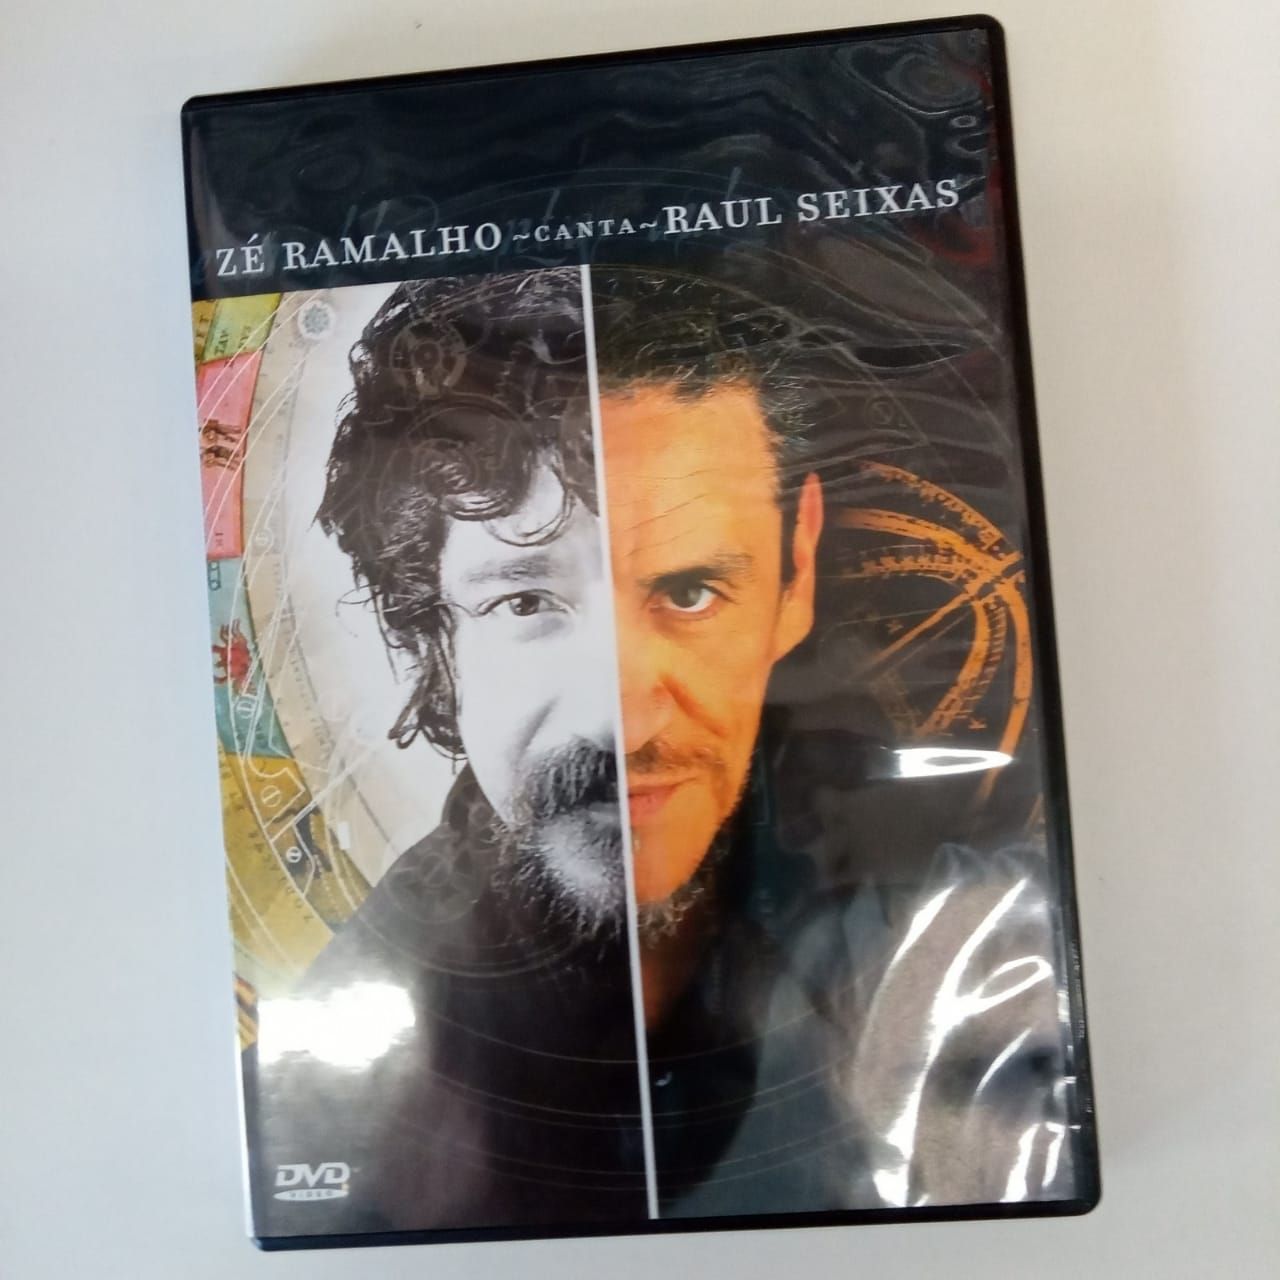 ZÉ RAMALHO ~CANTA~ RAUL SEIXAS
DVD
VIDEO